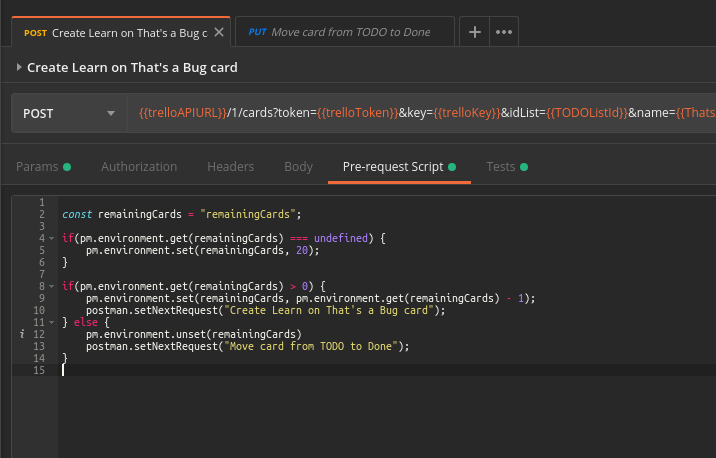 POST Create Learn on That's a Bug c ✕ PUT Move card from TODO to Done + •••
Create Learn on That's a Bug card
POST {{trelloAPIURL}}/1/cards?token={{trelloToken}}&key={{trelloKey}}&idList={{TODOListId}}&name={{Thats
Params Authorization Headers Body Pre-request Script Tests
1
2 const remainingCards = "remainingCards";
3
4 if(pm.environment.get(remainingCards) === undefined) {
5 pm.environment.set(remainingCards, 20);
6 }
7
8 if(pm.environment.get(remainingCards) > 0) {
9 pm.environment.set(remainingCards, pm.environment.get(remainingCards) - 1);
10 postman.setNextRequest("Create Learn on That's a Bug card");
11 } else {
i 12 pm.environment.unset(remainingCards)
13 postman.setNextRequest("Move card from TODO to Done");
14 }
15